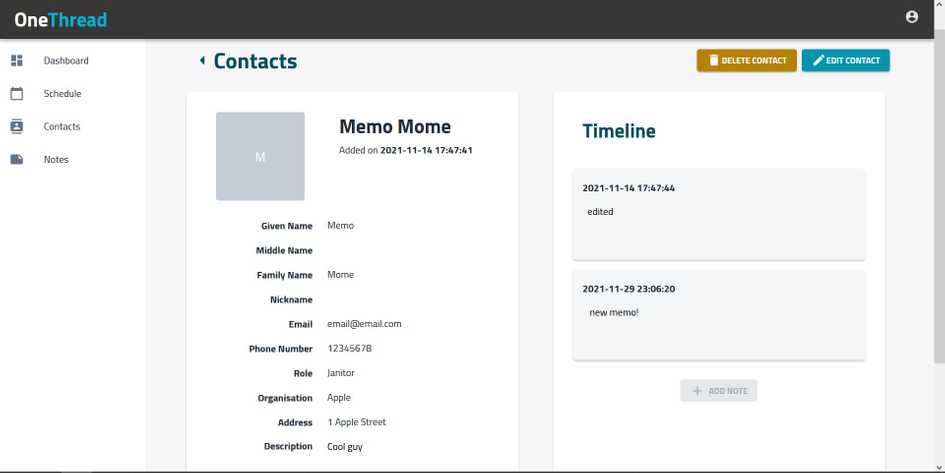 OneThread
Dashboard
Schedule
Contacts
Notes
Contacts
DELETE CONTACT
EDIT CONTACT
M
Memo Mome
Added on 2021-11-14 17:47:41
Given Name Memo
Middle Name
Family Name Mome
Nickname
Email email@email.com
Phone Number 12345678
Role Janitor
Organisation Apple
Address 1 Apple Street
Description Cool guy
Timeline
2021-11-14 17:47:44
edited
2021-11-29 23:06:20
new memo!
ADD NOTE